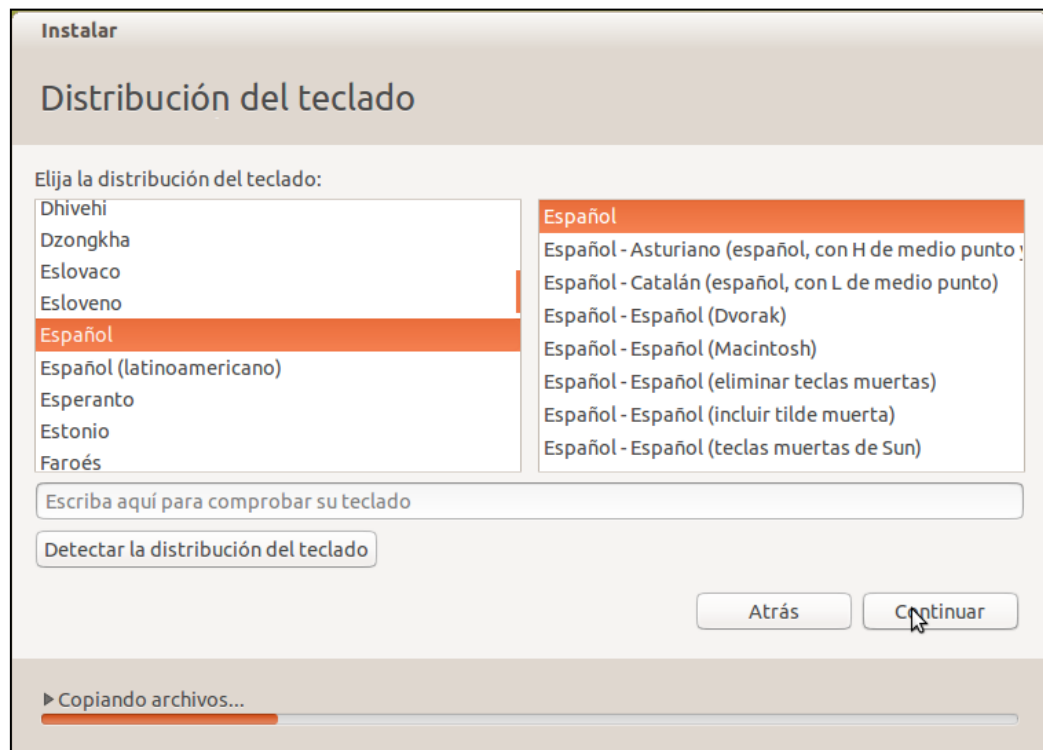 Instalar
Distribución del teclado
Elija la distribución del teclado:
Dhivehi
Dzongkha
Eslovaco
Esloveno
Español
Español (latinoamericano)
Esperanto
Estonio
Faroés
Español
Español - Asturiano (español, con H de medio punto y
Español - Catalán (español, con L de medio punto)
Español - Español (Dvorak)
Español - Español (Macintosh)
Español - Español (eliminar teclas muertas)
Español - Español (incluir tilde muerta)
Español - Español (teclas muertas de Sun)
Escriba aquí para comprobar su teclado
Detectar la distribución del teclado
Atrás
Continuar
Copiando archivos...